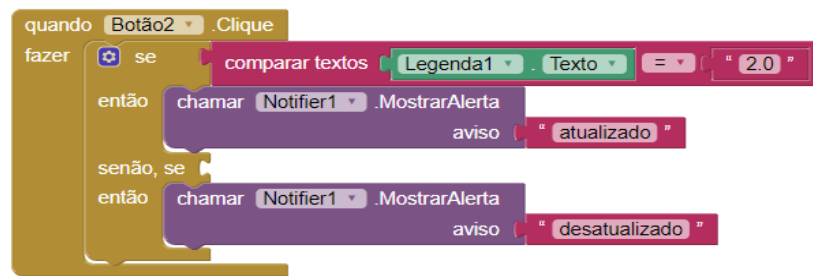 quando Botão2 .Clique
fazer se comparar textos Legenda1 . Texto = " 2.0 "
então chamar Notifier1 .MostrarAlerta
aviso " atualizado "
senão, se
então chamar Notifier1 .MostrarAlerta
aviso " desatualizado "